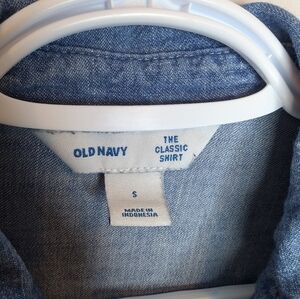 OLD NAVY
THE
CLASSIC
SHIRT
S
MADE IN
INDONESIA